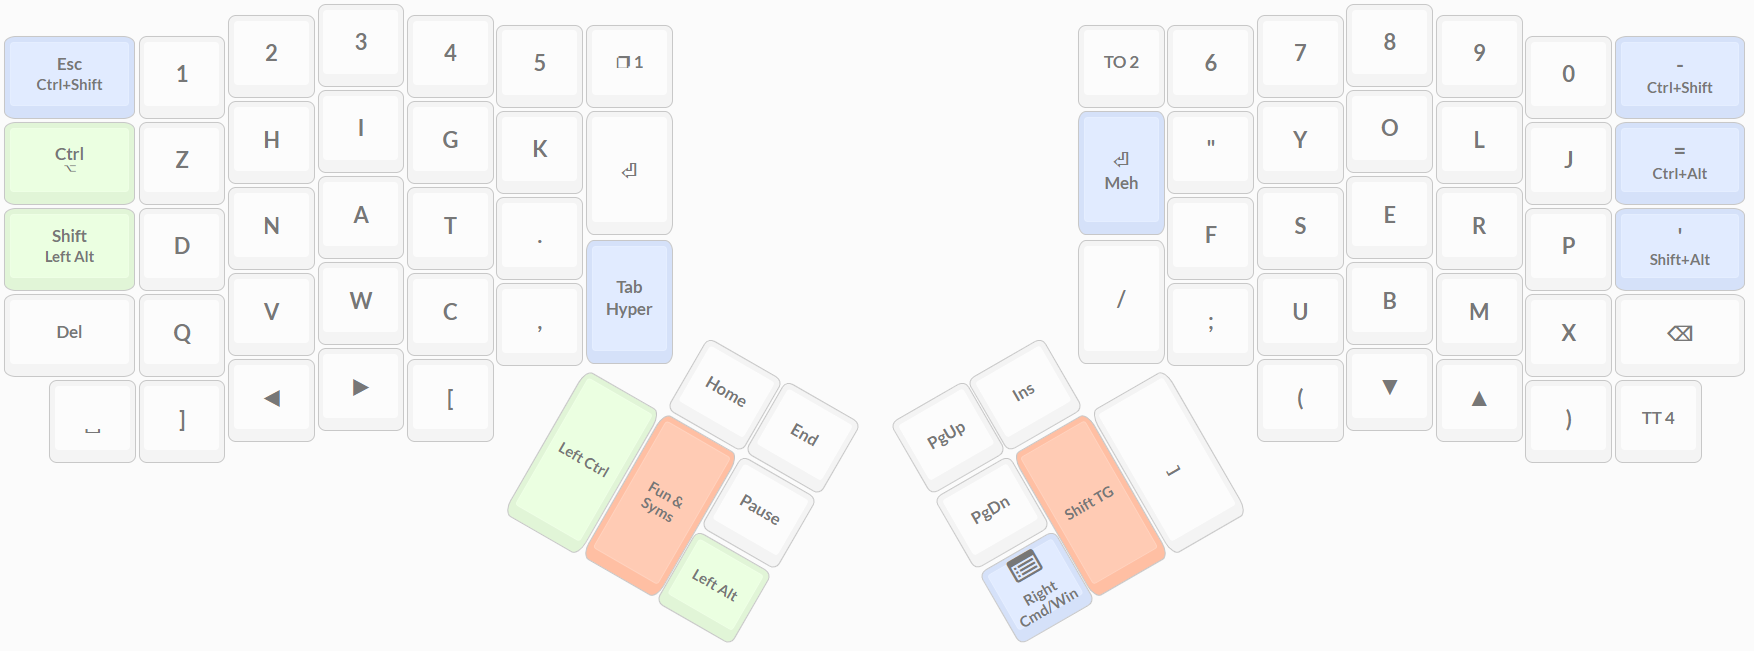 Esc
Ctrl+Shift
1
2
3
4
5
❐ 1
TO 2
6
7
8
9
0
-
Ctrl+Shift
Ctrl
⌥
Z
H
I
G
K
⏎
⏎
Meh
"
Y
O
L
J
=
Ctrl+Alt
Shift
Left Alt
D
N
A
T
.
Tab
Hyper
/
F
S
E
R
P
'
Shift+Alt
Del
Q
V
W
C
,
;
U
B
M
X
⌫
⎵
]
◀
▶
[
(
▼
▲
)
TT 4
Left Ctrl
Fun &
Syms
Home
End
Pause
Left Alt
PgUp
Ins
PgDn
Shift TG
⎵
Right
Cmd/Win